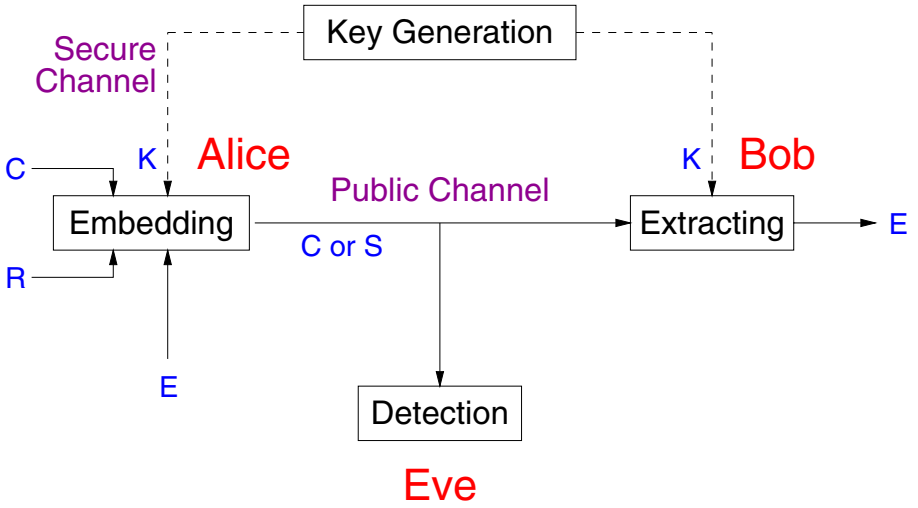 Key Generation
Secure
Channel
K
Alice
K
Bob
C
Public Channel
Embedding
Extracting
E
C or S
R
E
Detection
Eve